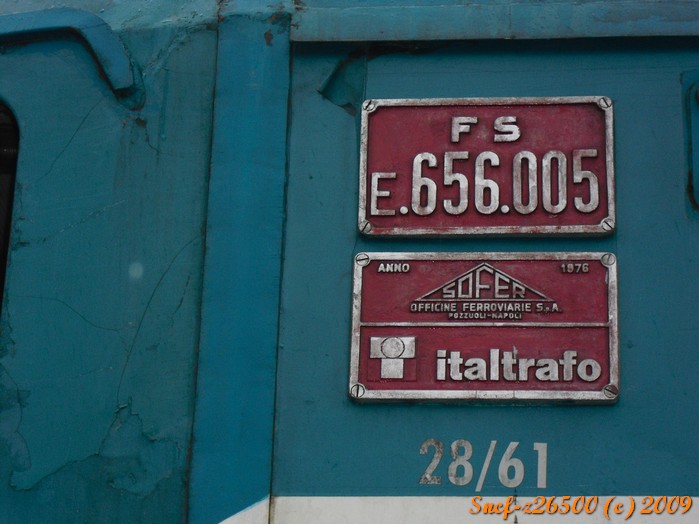 FS
E.656.005
ANNO 1976
SOFER
OFFICINE FERROVIARIE S.p.A.
POZZUOLI-NAPOLI
italtrafo
28/61
Sncf-z26500 (c) 2009